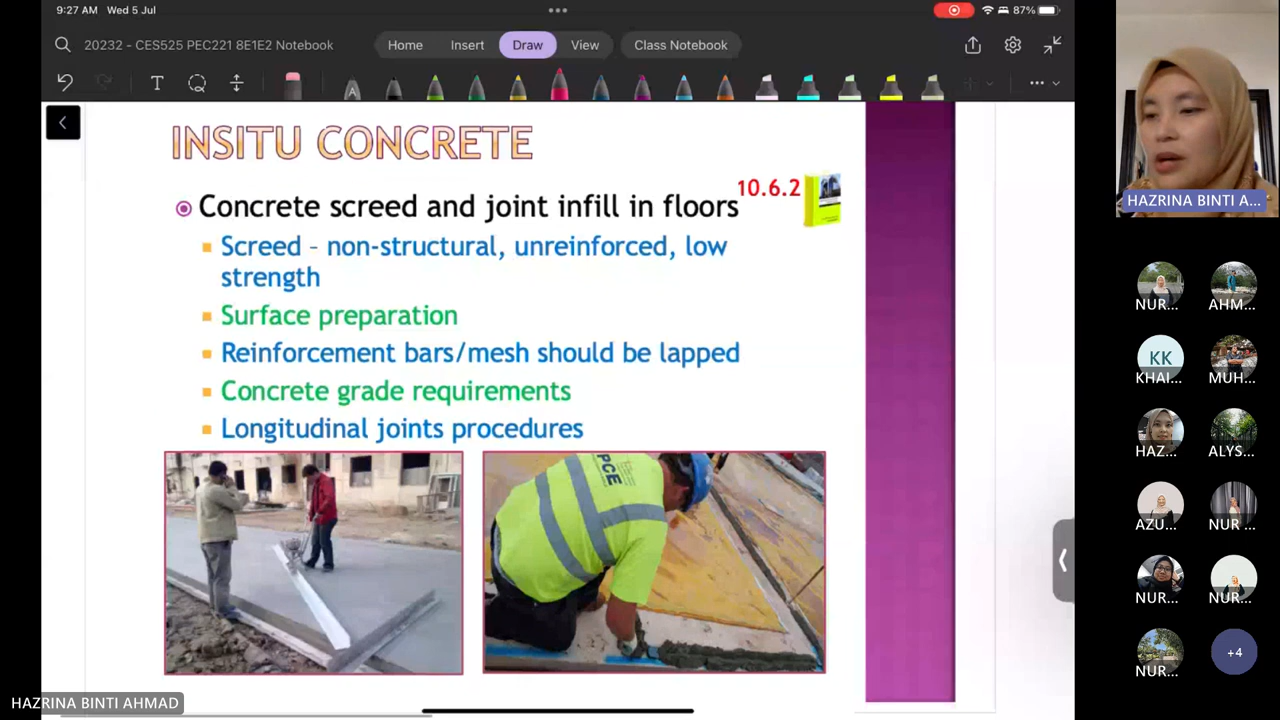 9:27 AM Wed 5 Jul
87%
20232 - CES525 PEC221 8E1E2 Notebook
Home
Insert
Draw
View
Class Notebook
T
A
INSITU CONCRETE
10.6.2
Concrete screed and joint infill in floors
Screed – non-structural, unreinforced, low
strength
Surface preparation
Reinforcement bars/mesh should be lapped
Concrete grade requirements
Longitudinal joints procedures
PCE
HAZRINA BINTI AHMAD
HAZRINA BINTI A...
NUR...
AHM...
KK
KHAI...
MUH...
HAZ...
ALYS...
AZU...
NUR ...
NUR...
NUR...
NUR...
+4